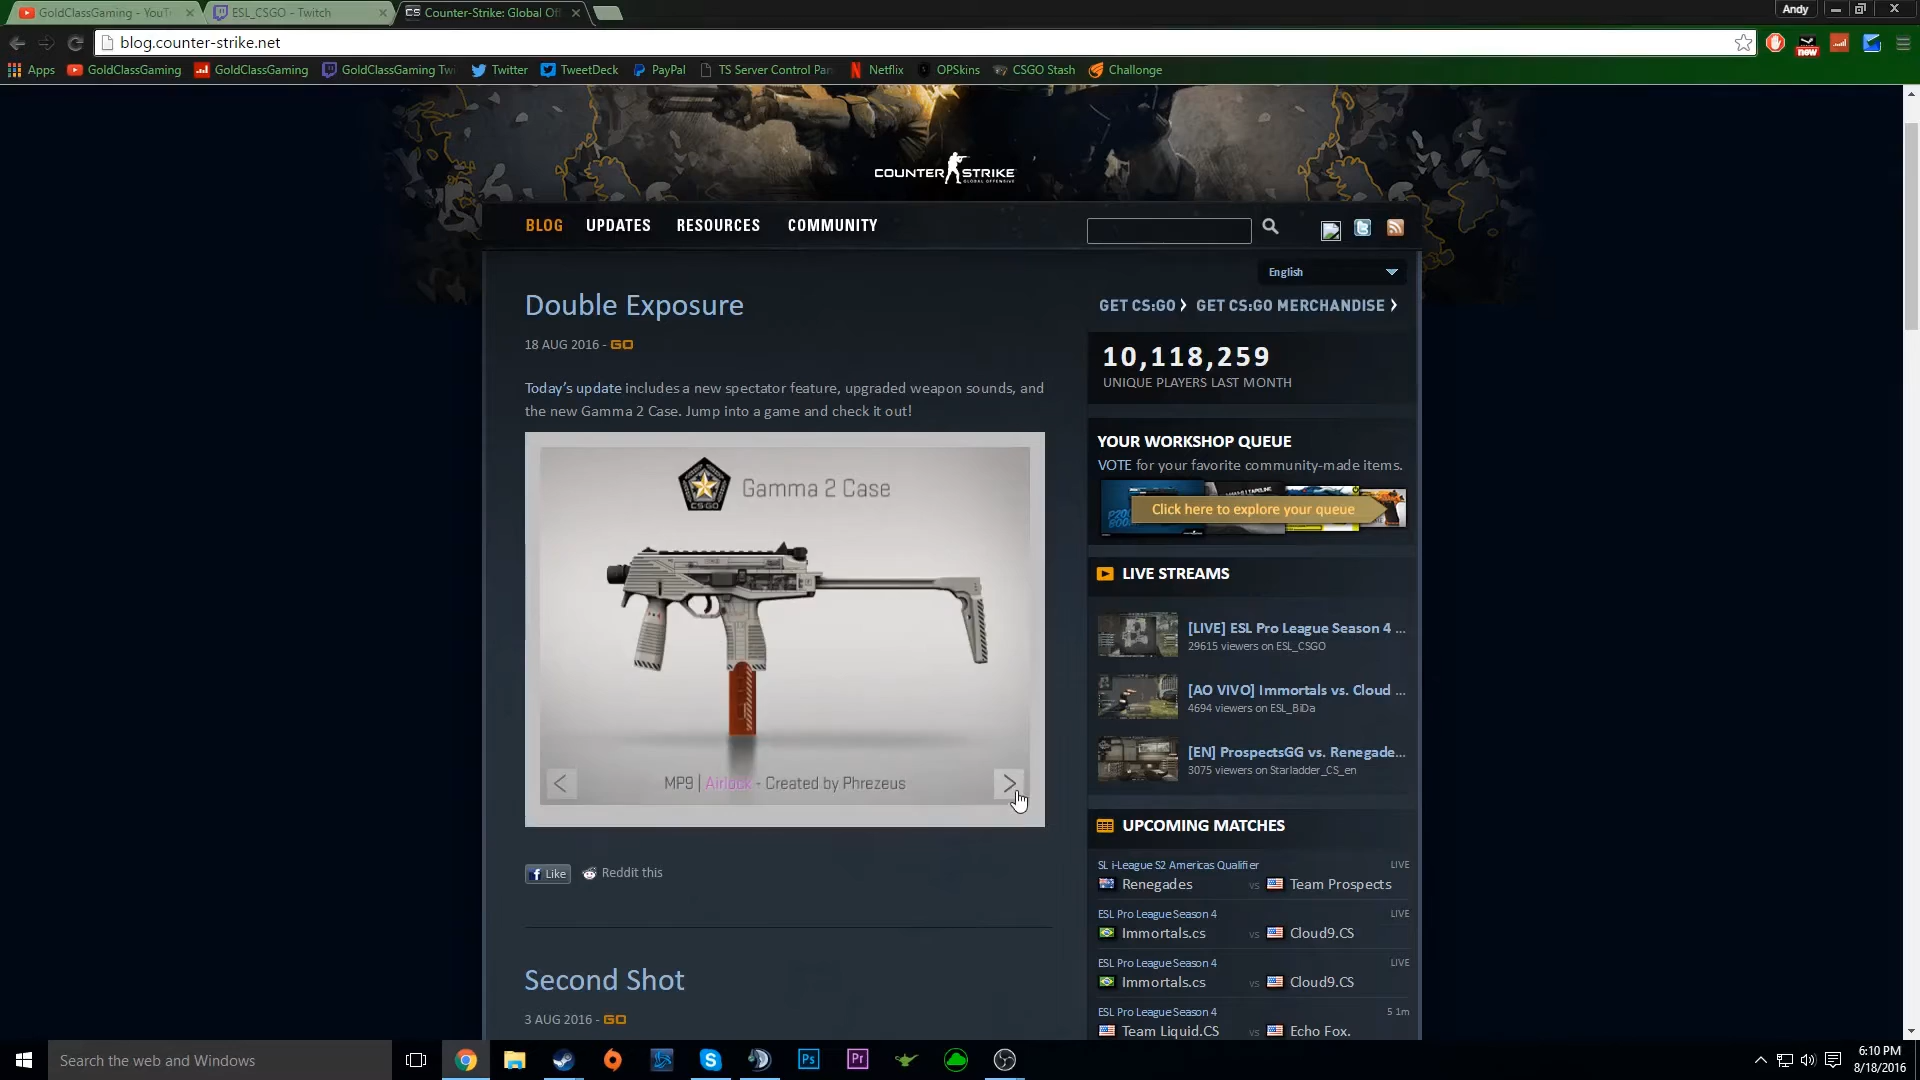 GoldClassGaming - YouT
ESL_CSGO - Twitch
CS Counter-Strike: Global Of
Andy
blog.counter-strike.net
new
Apps
GoldClassGaming
GoldClassGaming
GoldClassGaming Twi
Twitter
TweetDeck
PayPal
TS Server Control Pan
Netflix
OPSkins
CSGO Stash
Challonge
COUNTER STRIKE
GLOBAL OFFENSIVE
BLOG
UPDATES
RESOURCES
COMMUNITY
English
Double Exposure
18 AUG 2016 - GO
Today's update includes a new spectator feature, upgraded weapon sounds, and
the new Gamma 2 Case. Jump into a game and check it out!
CS:GO
Gamma 2 Case
MP9 | Airlock - Created by Phrezeus
Like
Reddit this
Second Shot
3 AUG 2016 - GO
GET CS:GO
GET CS:GO MERCHANDISE
10,118,259
UNIQUE PLAYERS LAST MONTH
YOUR WORKSHOP QUEUE
VOTE for your favorite community-made items.
Click here to explore your queue
LIVE STREAMS
[LIVE] ESL Pro League Season 4 ...
29615 viewers on ESL_CSGO
[AO VIVO] Immortals vs. Cloud ...
4694 viewers on ESL_BiDa
[EN] ProspectsGG vs. Renegade...
3075 viewers on Starladder_CS_en
UPCOMING MATCHES
SL i-League S2 Americas Qualifier
LIVE
Renegades vs Team Prospects
ESL Pro League Season 4
LIVE
Immortals.cs vs Cloud9.CS
ESL Pro League Season 4
LIVE
Immortals.cs vs Cloud9.CS
ESL Pro League Season 4
5 1m
Team Liquid.CS vs Echo Fox.
Search the web and Windows
Ps
Pr
6:10 PM
8/18/2016